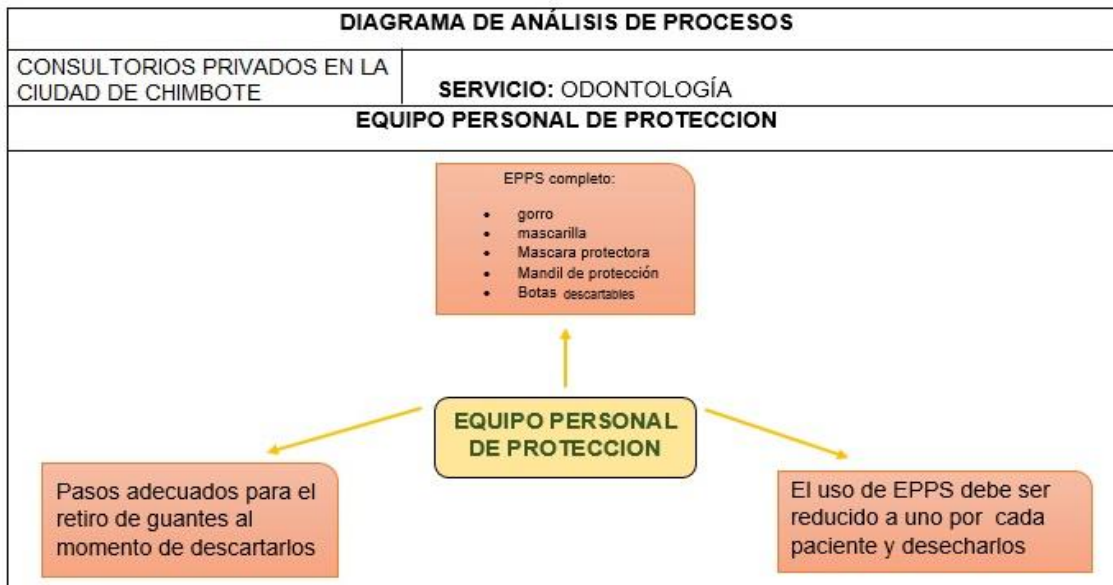 DIAGRAMA DE ANÁLISIS DE PROCESOS
CONSULTORIOS PRIVADOS EN LA
CIUDAD DE CHIMBOTE
SERVICIO: ODONTOLOGÍA
EQUIPO PERSONAL DE PROTECCION
EPPS completo:
• gorro
• mascarilla
• Mascara protectora
• Mandil de protección
• Botas descartables
EQUIPO PERSONAL
DE PROTECCION
Pasos adecuados para el
retiro de guantes al
momento de descartarlos
El uso de EPPS debe ser
reducido a uno por cada
paciente y desecharlos